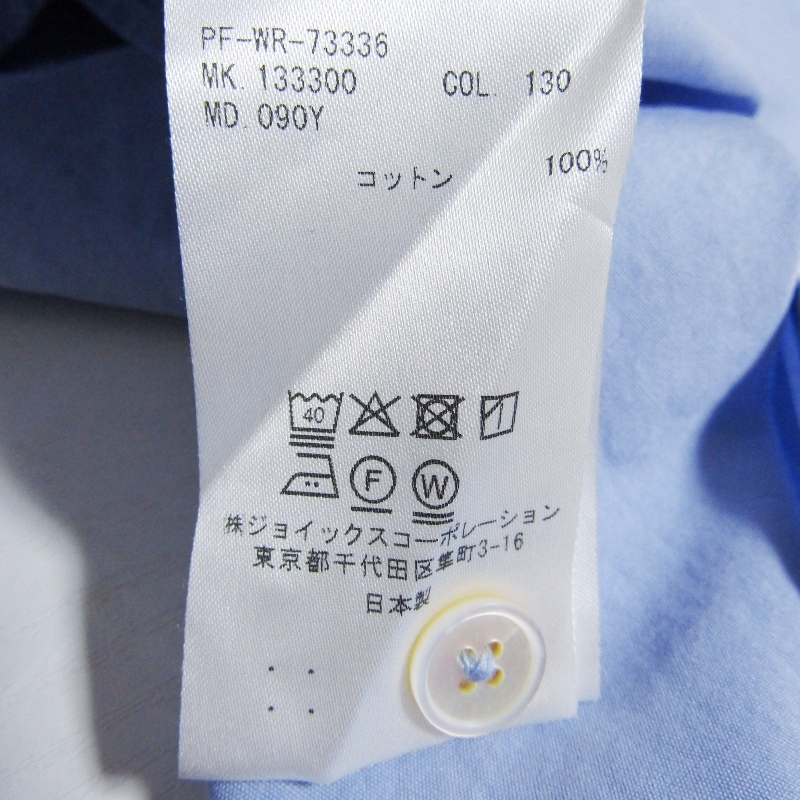 PF-WR-73336
MK. 133300 COL. 130
MD. 090Y
コットン 100%
40
F W
株ジョイックスコーポレーション
東京都千代田区隼町3-16
日本製